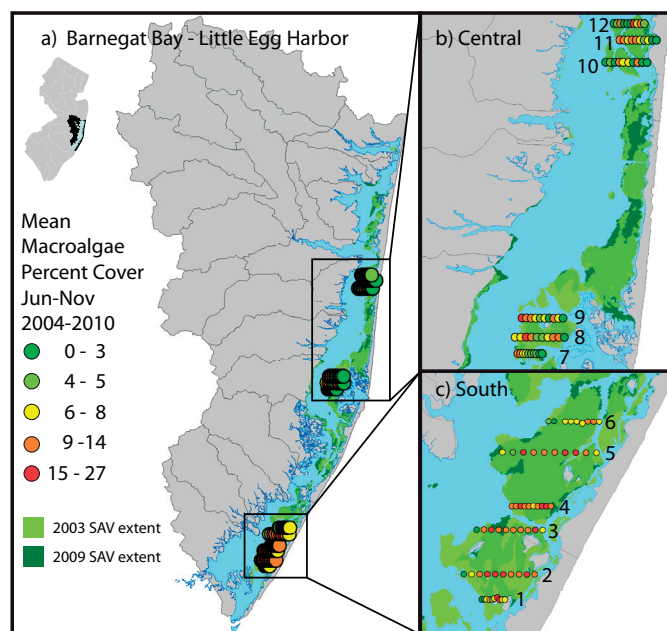 a) Barnegat Bay - Little Egg Harbor
Mean
Macroalgae
Percent Cover
Jun-Nov
2004-2010
0 - 3
4 - 5
6 - 8
9 -14
15 - 27
2003 SAV extent
2009 SAV extent
b) Central
12
11
10
9
8
7
c) South
6
5
4
3
2
1